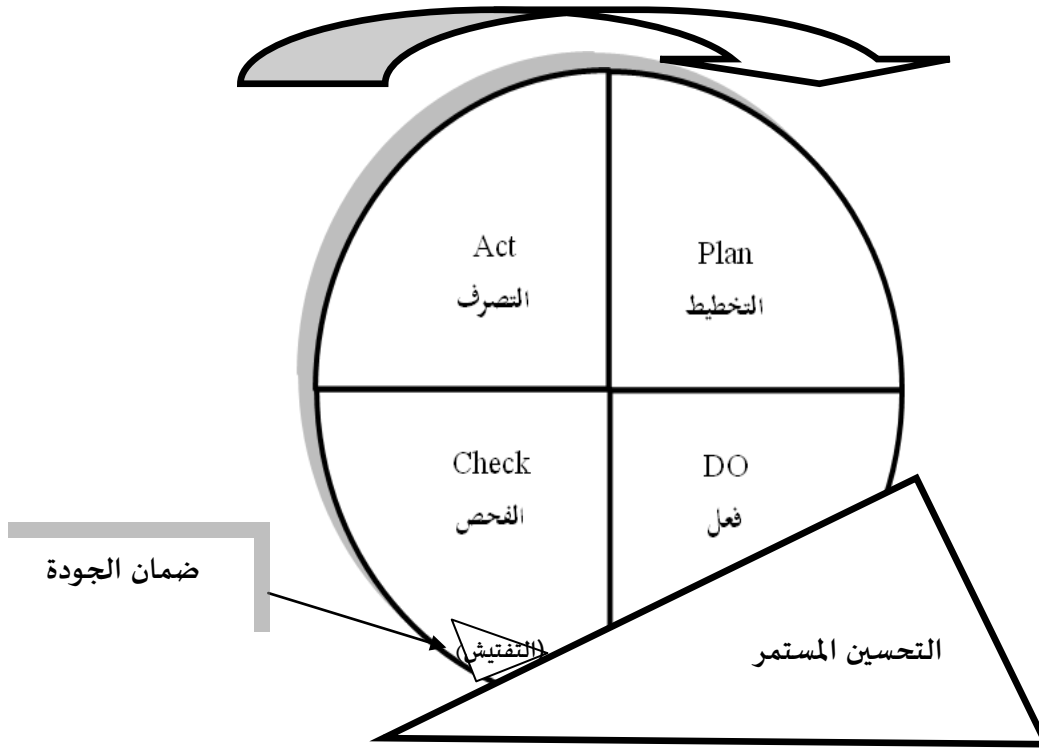 Act
التصرف
Plan
التخطيط
Check
الفحص
DO
فعل
ضمان الجودة
(التفتيش)
التحسين المستمر